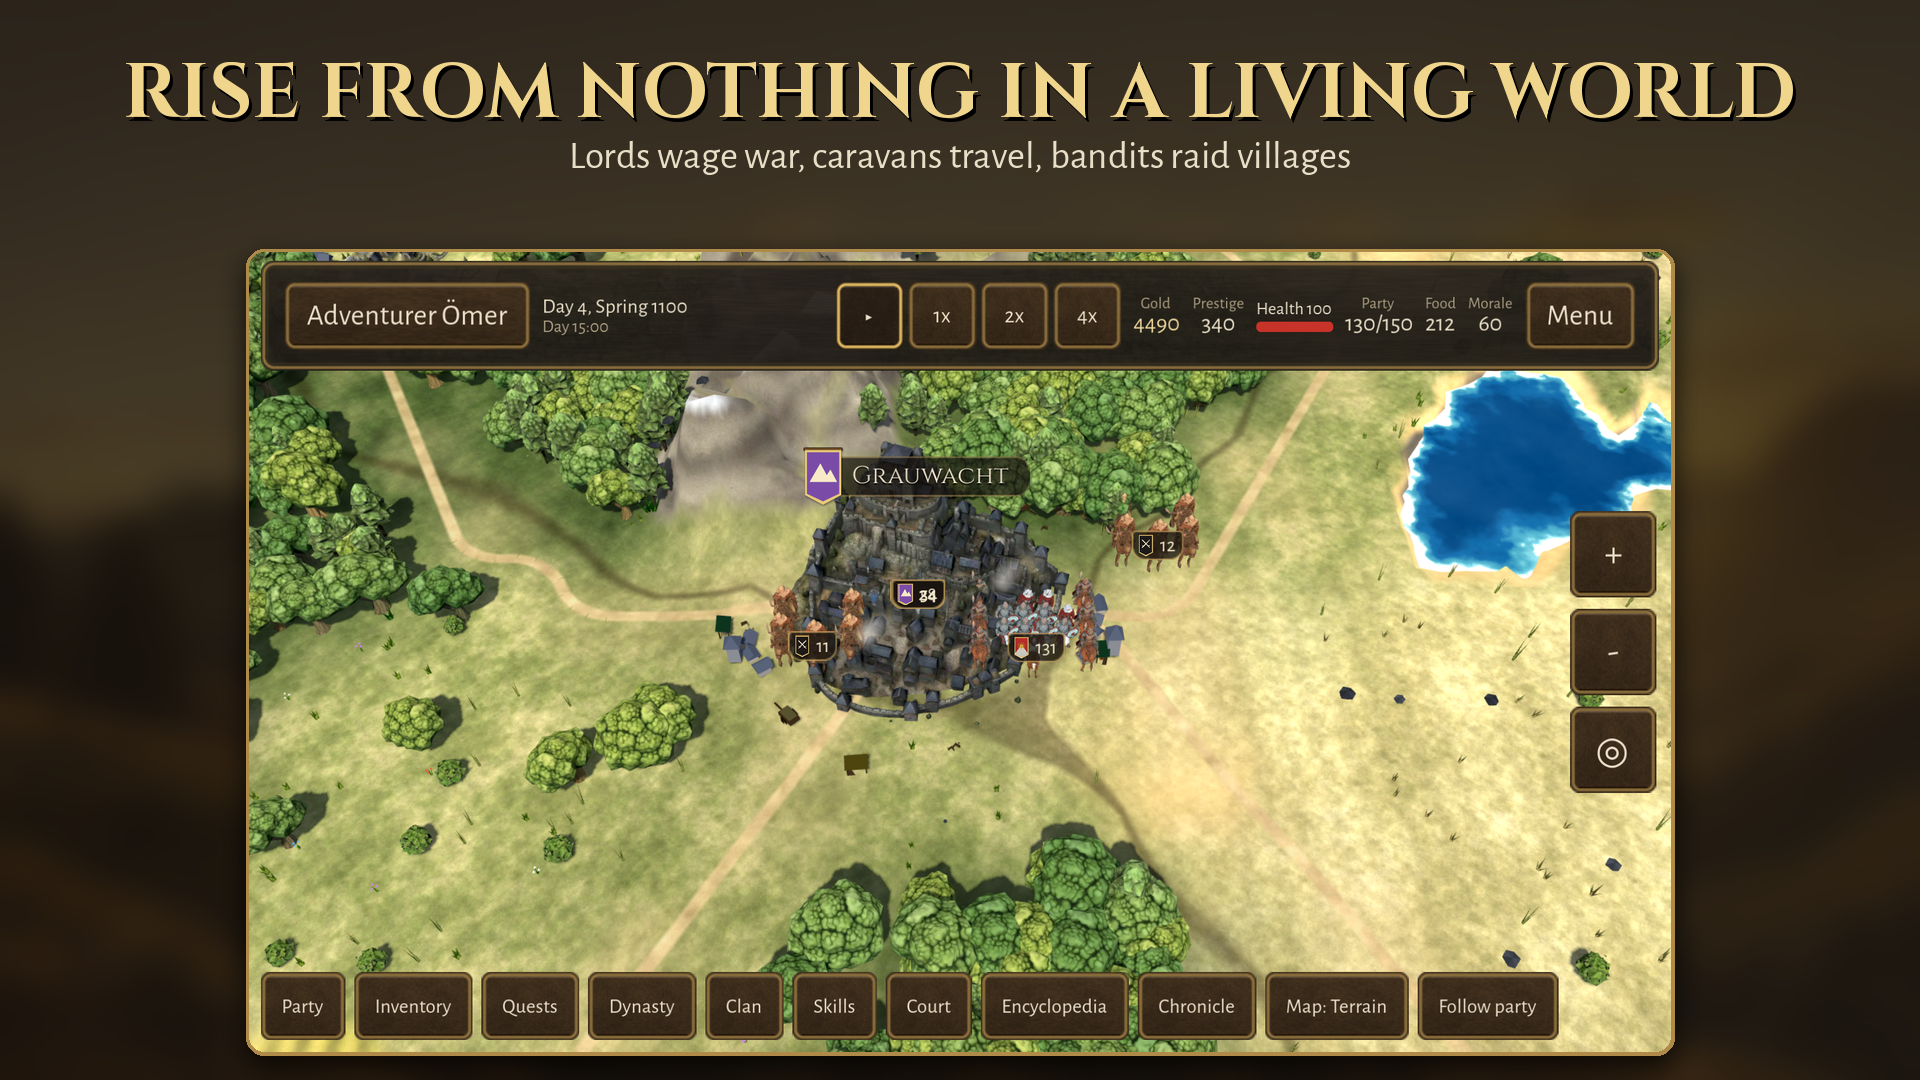 RISE FROM NOTHING IN A LIVING WORLD
Lords wage war, caravans travel, bandits raid villages
Adventurer Ömer
Day 4, Spring 1100
Day 15:00
1x
2x
4x
Gold
4490
Prestige
340
Health 100
Party
130/150
Food
212
Morale
60
Menu
GRAUWACHT
12
11
131
+
-
Party
Inventory
Quests
Dynasty
Clan
Skills
Court
Encyclopedia
Chronicle
Map: Terrain
Follow party